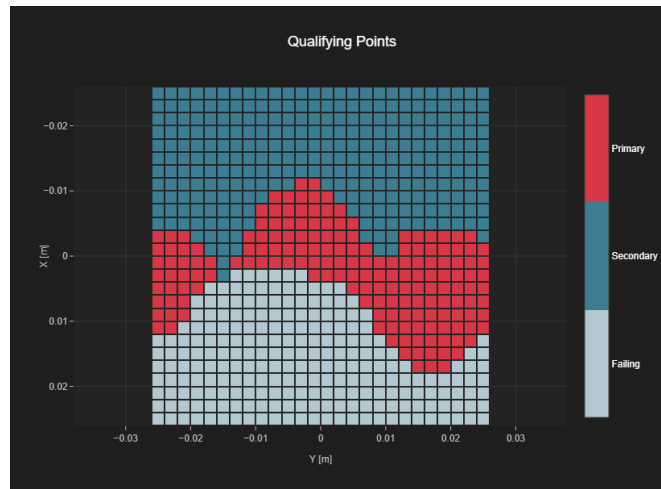 Qualifying Points
−0.02
−0.01
0
0.01
0.02
X [m]
−0.03
−0.02
−0.01
0
0.01
0.02
0.03
Y [m]
Primary
Secondary
Failing